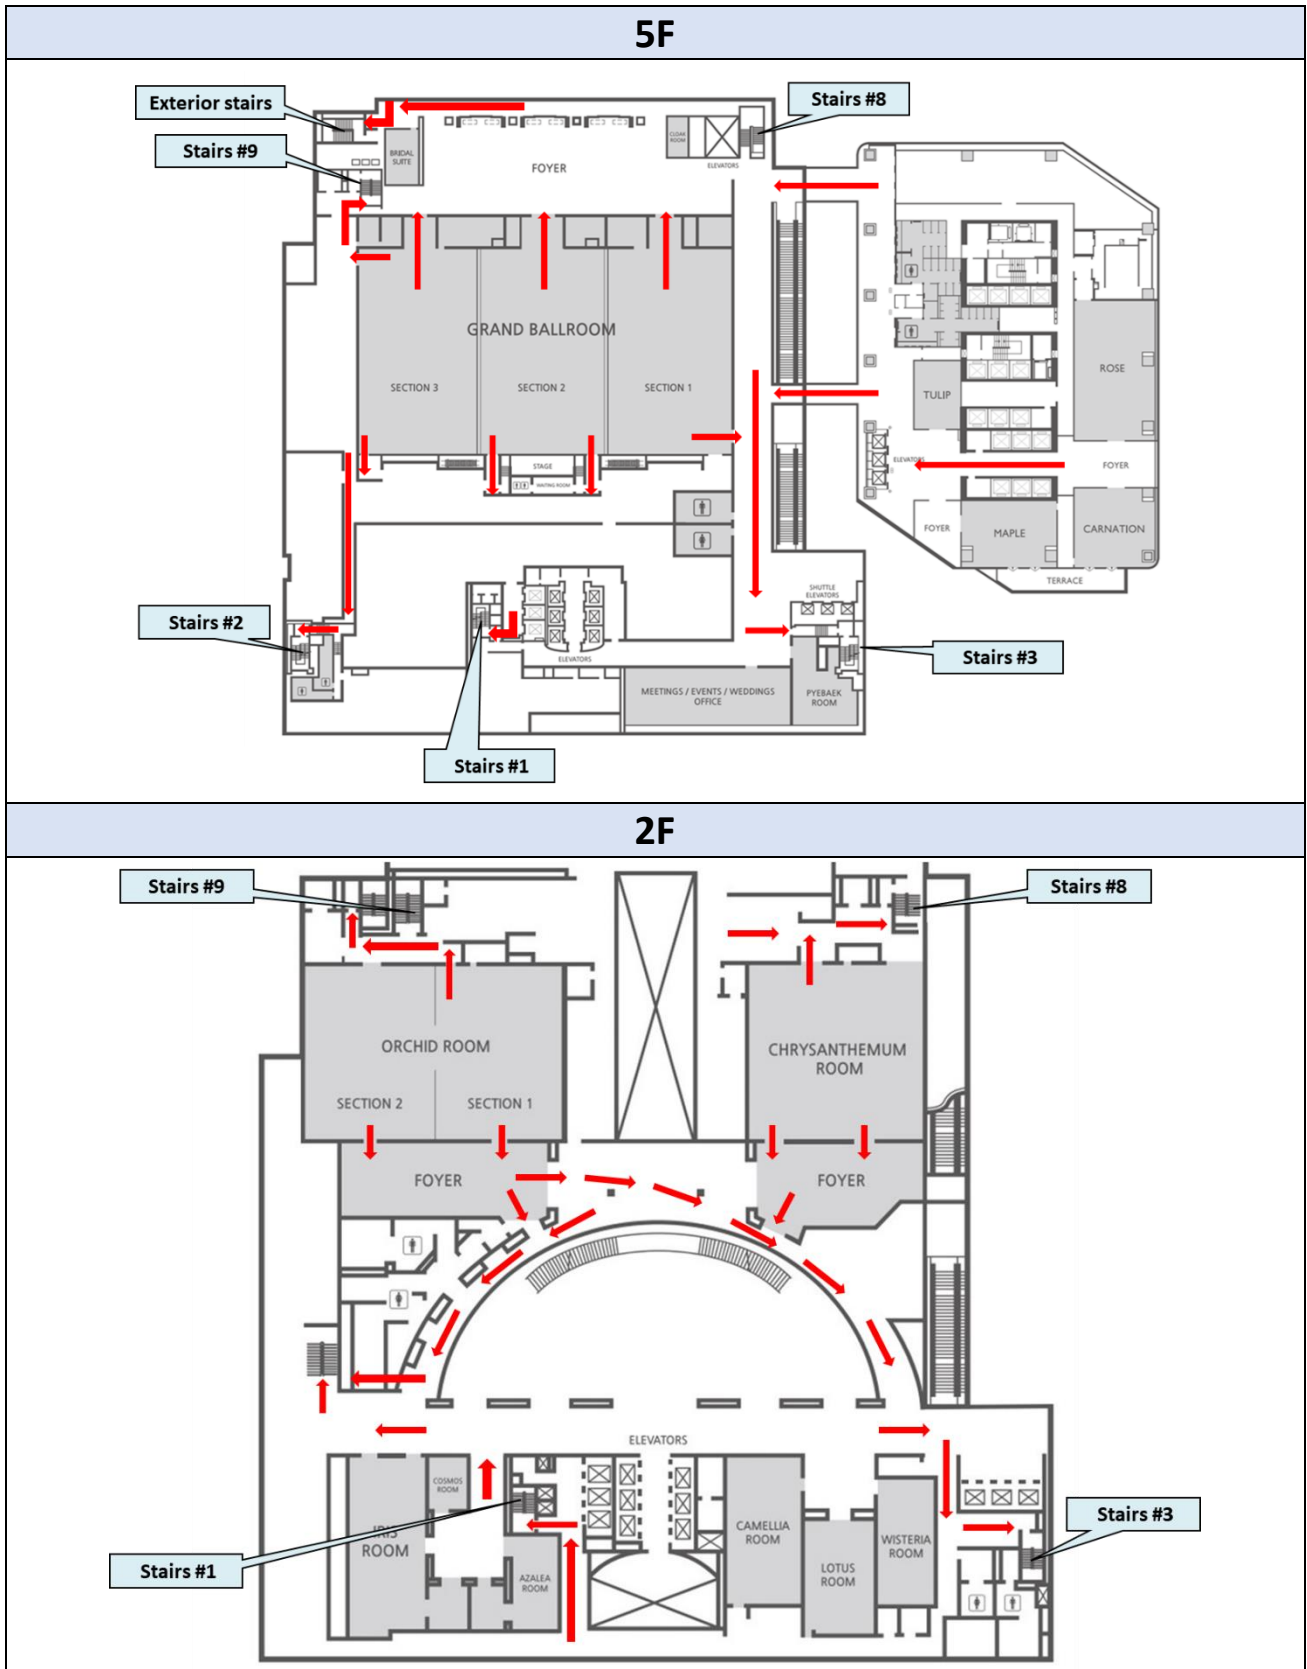 5F
Exterior stairs
Stairs #8
Stairs #9
BRIDAL
SUITE
FOYER
CLOAK
ROOM
ELEVATORS
GRAND BALLROOM
SECTION 3
SECTION 2
SECTION 1
STAGE
WAITING ROOM
TULIP
ROSE
ELEVATORS
FOYER
FOYER
MAPLE
CARNATION
TERRACE
SHUTTLE
ELEVATORS
Stairs #2
ELEVATORS
Stairs #3
MEETINGS / EVENTS / WEDDINGS
OFFICE
PYEBAEK
ROOM
Stairs #1
2F
Stairs #9
Stairs #8
ORCHID ROOM
SECTION 2
SECTION 1
CHRYSANTHEMUM
ROOM
FOYER
FOYER
ELEVATORS
COSMOS
ROOM
IRIS
ROOM
AZALEA
ROOM
CAMELLIA
ROOM
LOTUS
ROOM
WISTERIA
ROOM
Stairs #3
Stairs #1